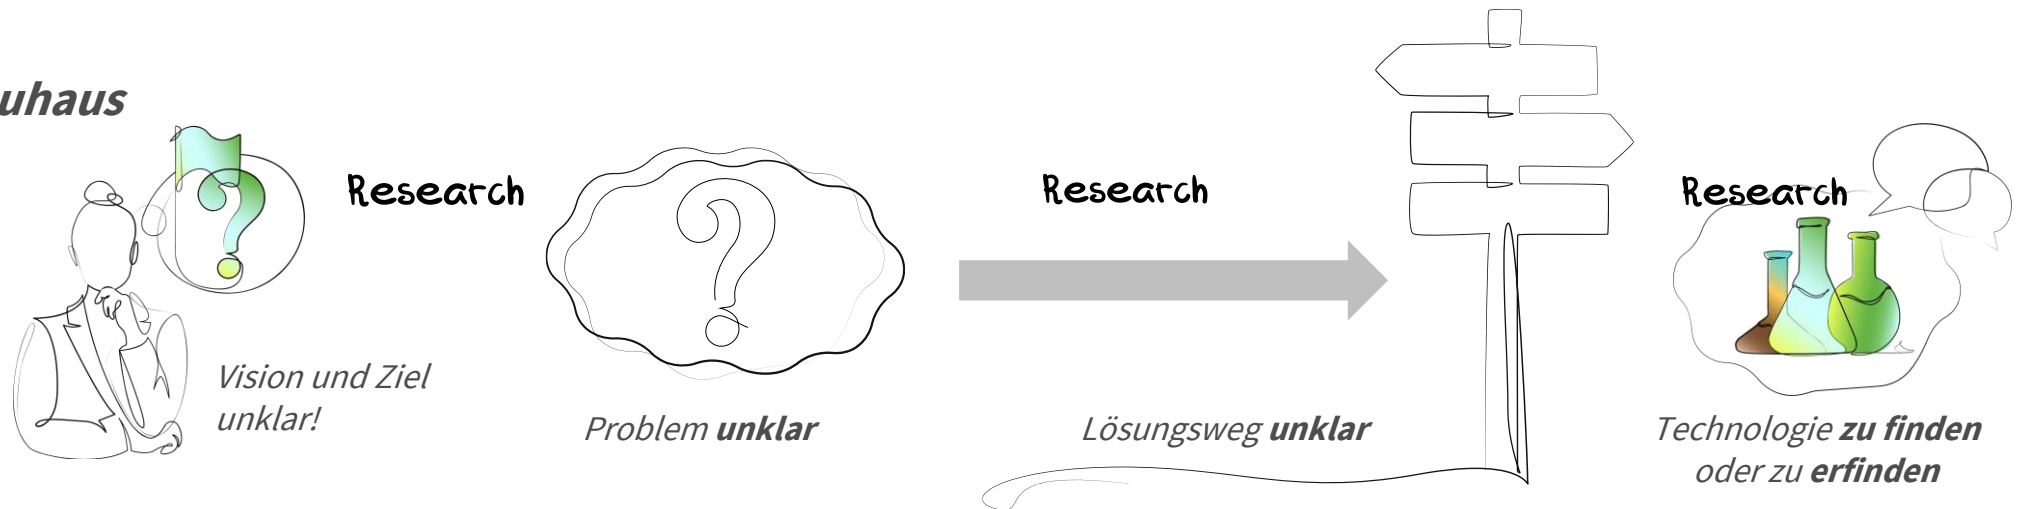 uhaus
Research
Research
Research
Vision und Ziel
unklar!
Problem unklar
Lösungsweg unklar
Technologie zu finden
oder zu erfinden